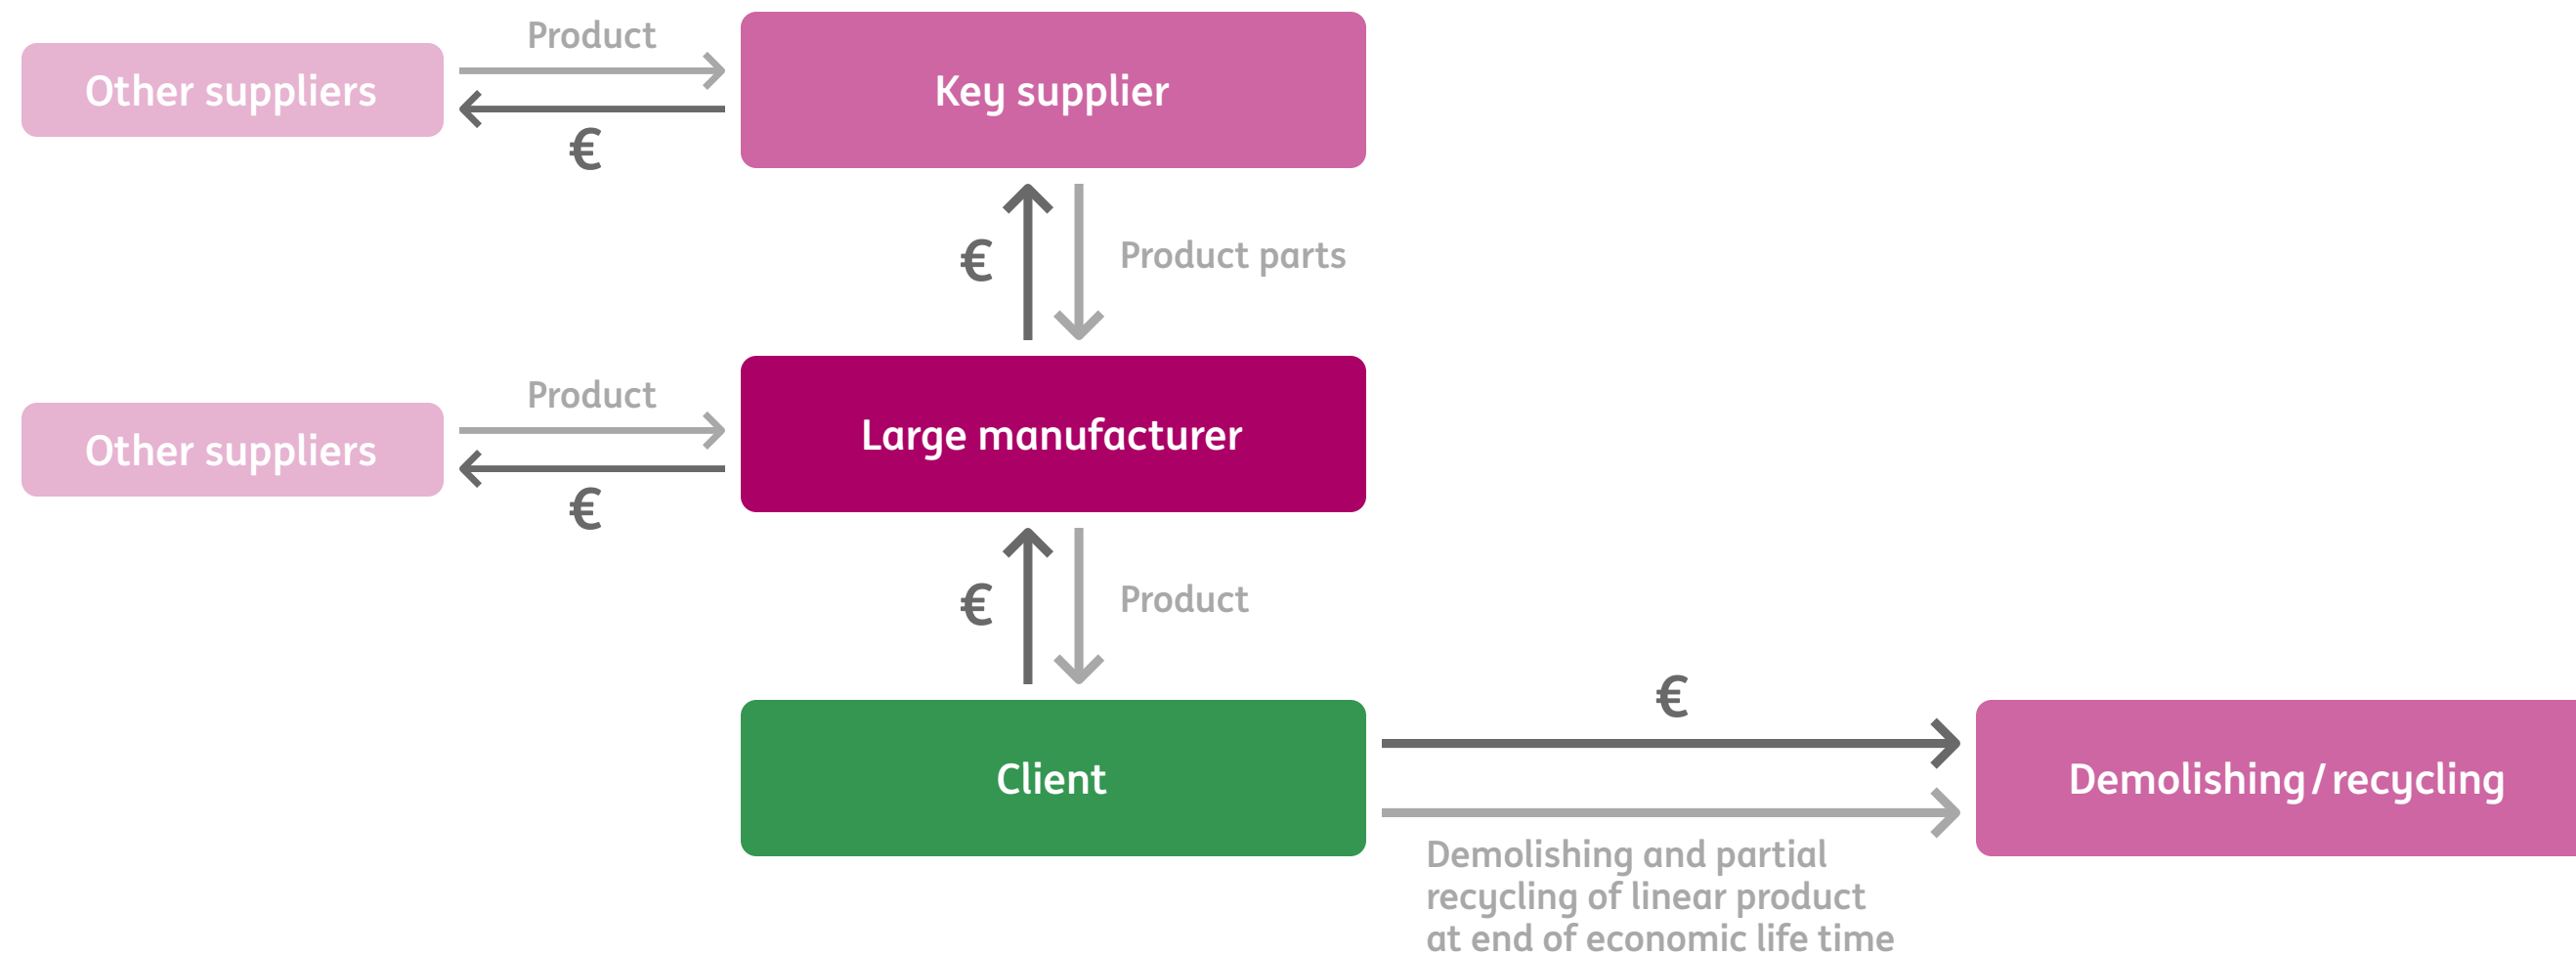 Product
Other suppliers
Key supplier
€
€
Product parts
Product
Other suppliers
Large manufacturer
€
€
Product
€
Client
Demolishing / recycling
Demolishing and partial
recycling of linear product
at end of economic life time